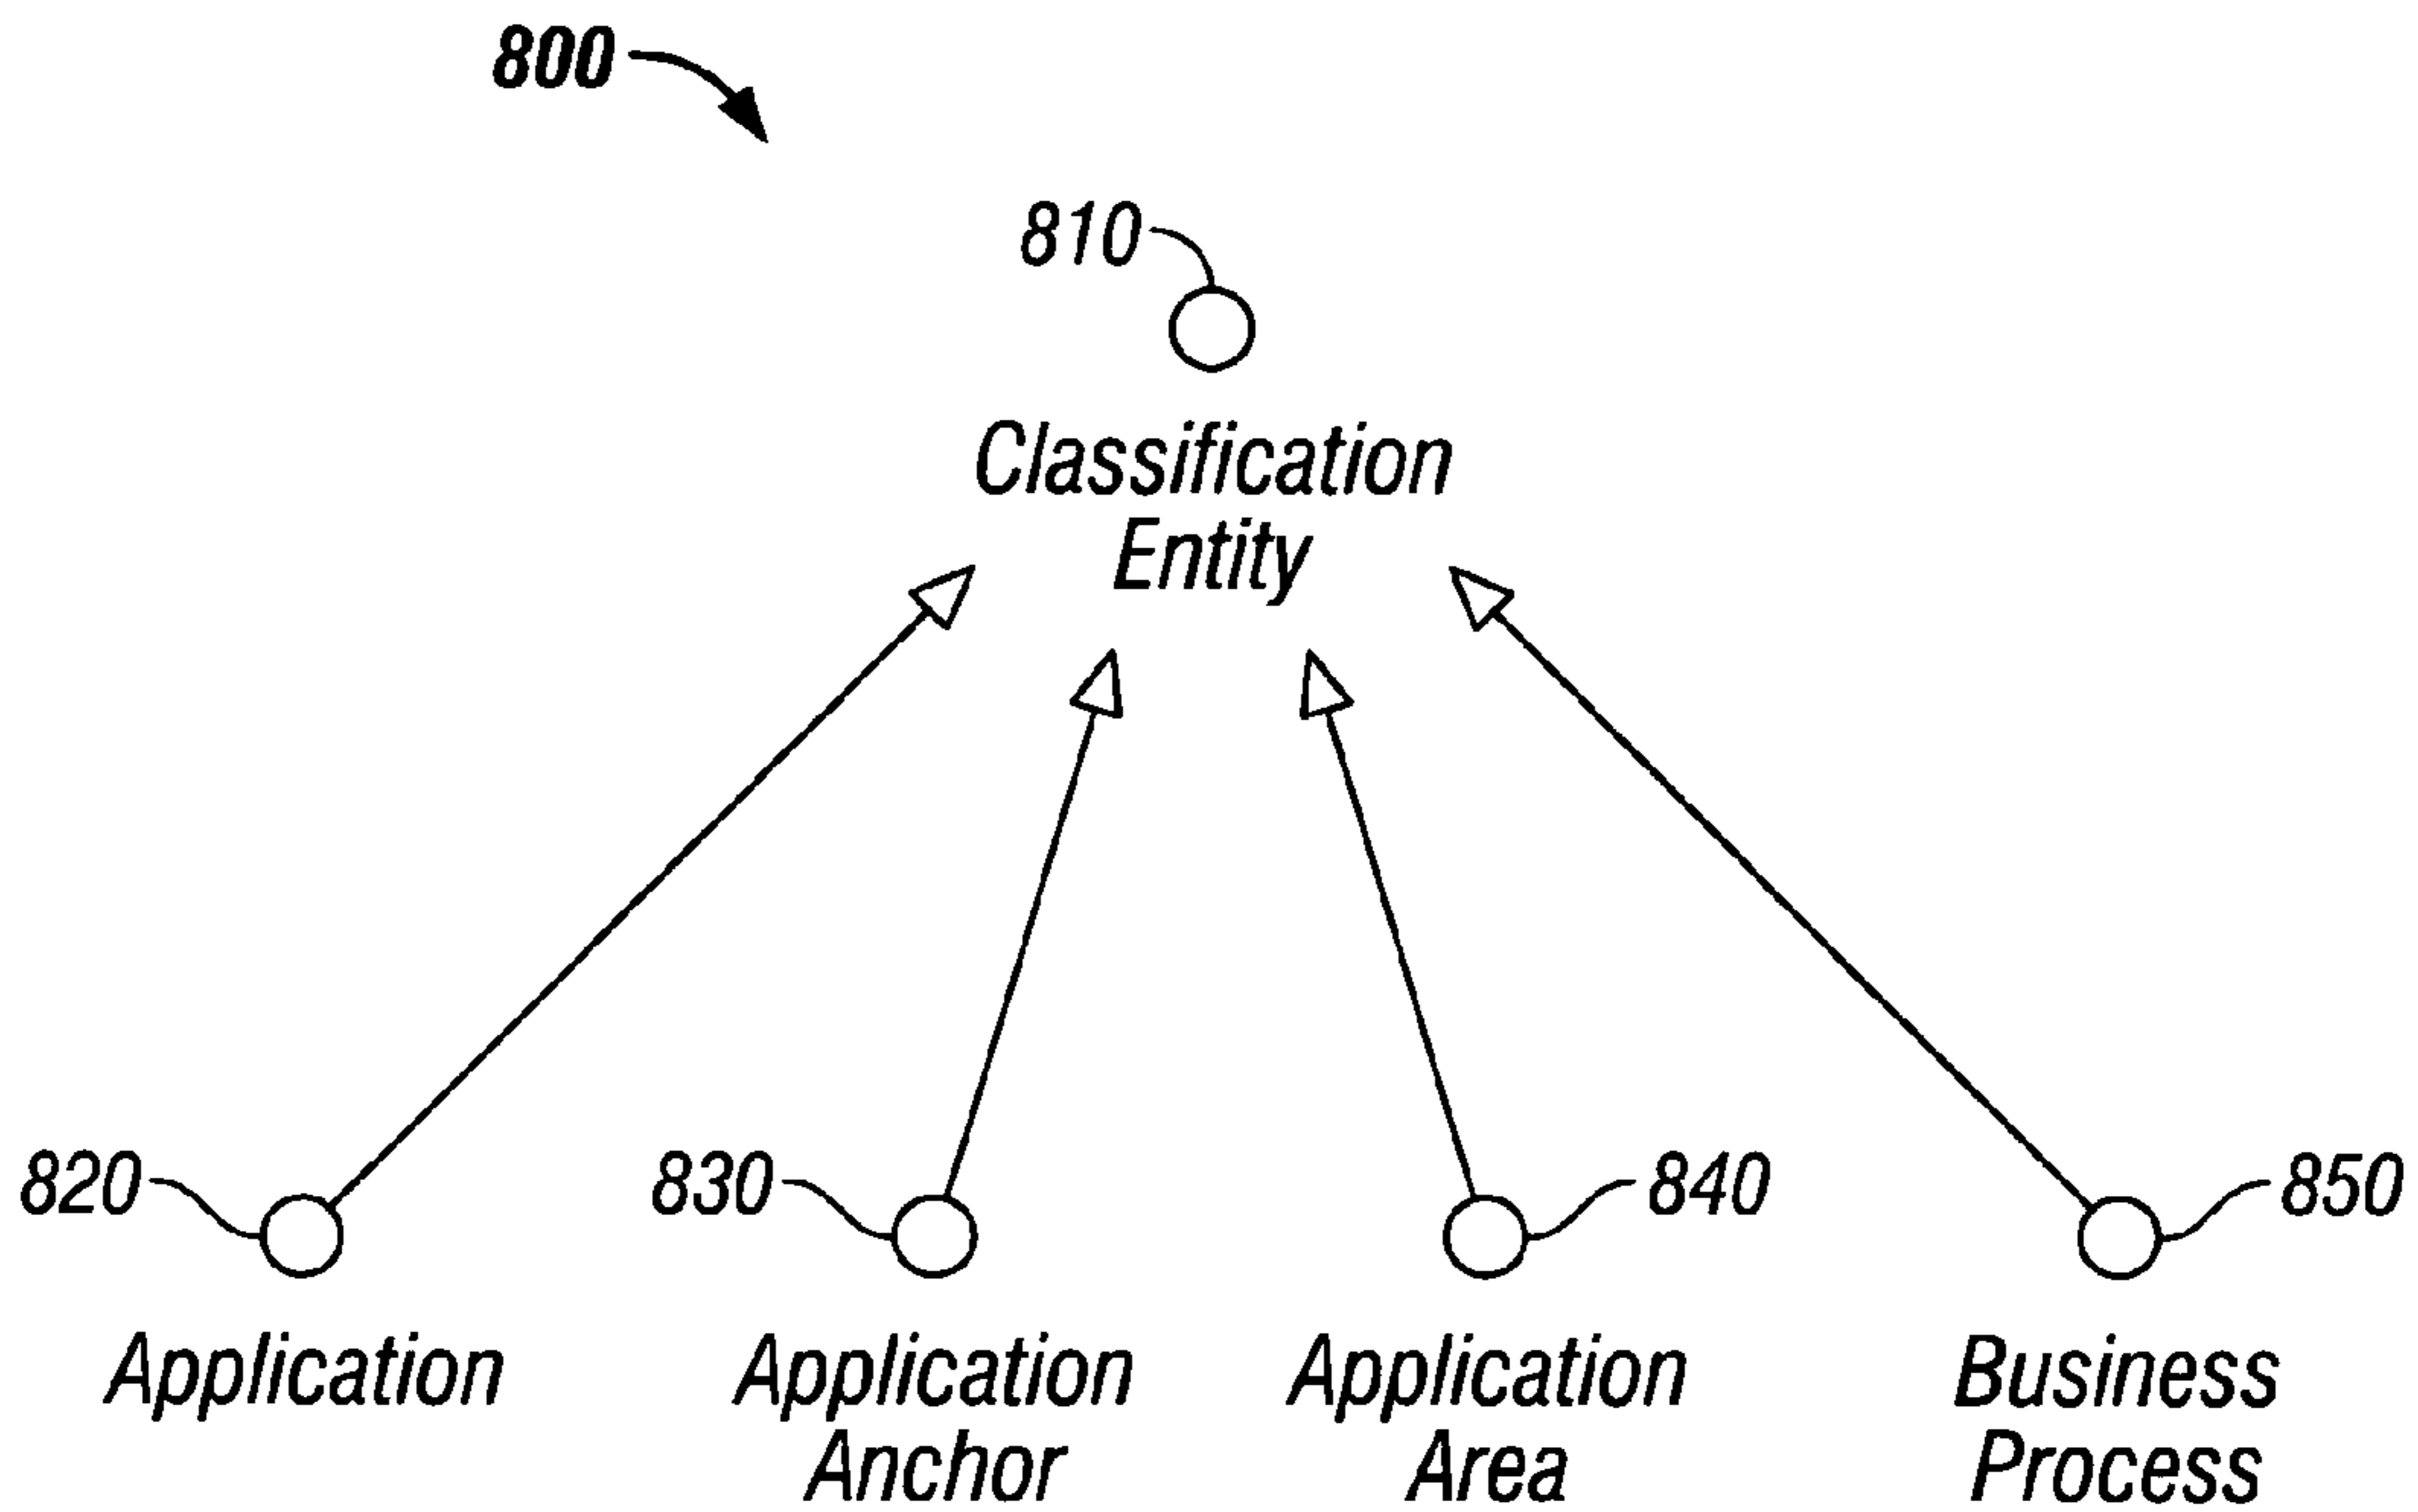 800
810
Classification
Entity
820
830
840
850
Application
Application
Anchor
Application
Area
Business
Process